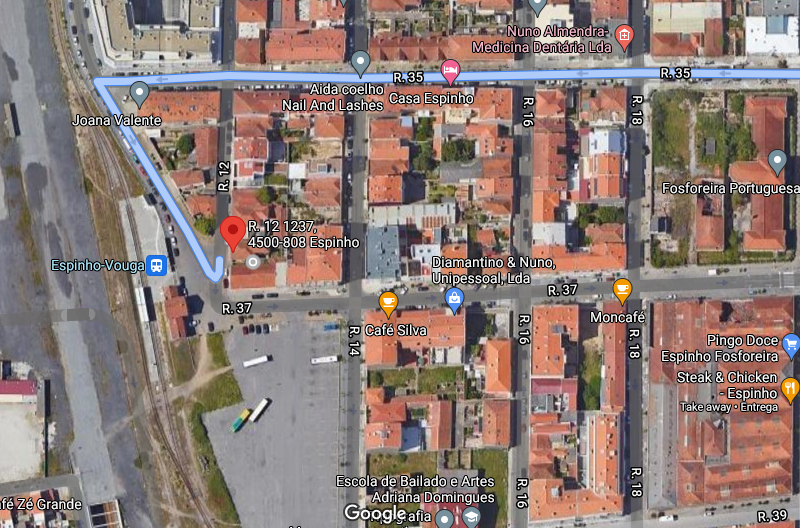 Nuno Almendra-
Medicina Dentária Lda
R. 35
R. 35
Aida coelho
Nail And Lashes
Casa Espinho
Joana Valente
R. 16
R. 18
R. 12
Fosforeira Portuguesa
R. 12 1237,
4500-808 Espinho
Espinho-Vouga
Diamantino & Nuno,
Unipessoal, Lda
R. 37
R. 37
Café Silva
Moncafé
R. 14
R. 16
R. 18
Pingo Doce
Espinho Fosforeira
Steak & Chicken
- Espinho
Take away • Entrega
R. 16
R. 18
Escola de Bailado e Artes
Adriana Domingues
afé Zé Grande
Google
grafia
R. 39